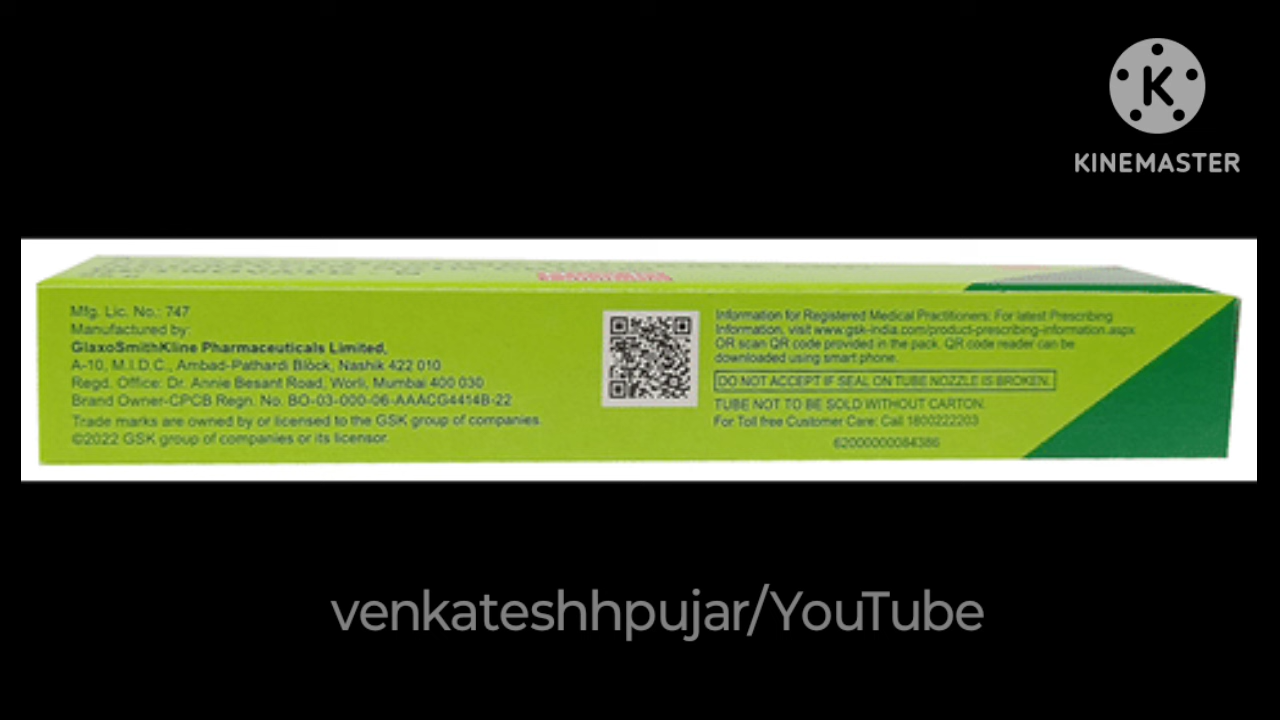 KINEMASTER
Mfg. Lic. No.: 747
Manufactured by:
GlaxoSmithKline Pharmaceuticals Limited,
A-10, M.I.D.C., Ambad-Pathardi Block, Nashik 422 010
Regd. Office: Dr. Annie Besant Road, Worli, Mumbai 400 030
Brand Owner-CPCB Regn. No. BO-03-000-06-AAACG4414B-22
Trade marks are owned by or licensed to the GSK group of companies.
©2022 GSK group of companies or its licensor.
Information for Registered Medical Practitioners: For latest Prescribing
Information, visit www.gsk-india.com/product-prescribing-information.aspx
OR scan QR code provided in the pack. QR code reader can be
downloaded using smart phone.
DO NOT ACCEPT IF SEAL ON TUBE NOZZLE IS BROKEN.
TUBE NOT TO BE SOLD WITHOUT CARTON.
For Toll free Customer Care: Call 1800222203
62000000084386
venkateshhpujar/YouTube